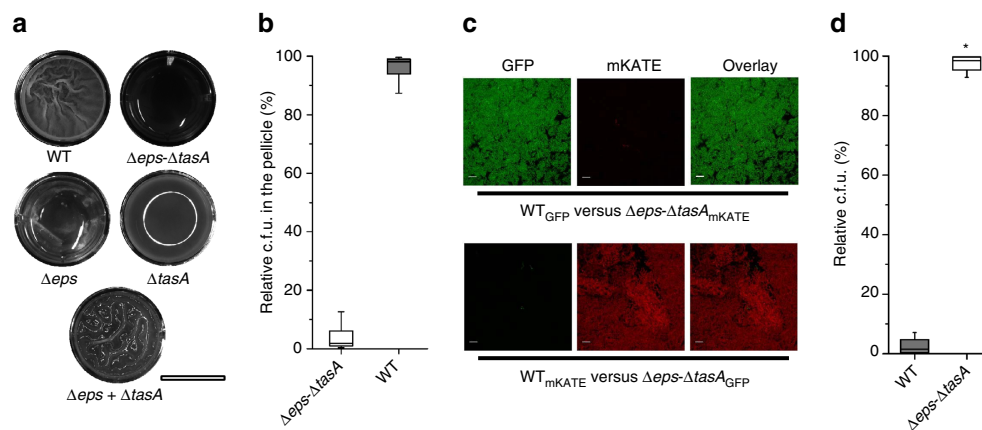 a
WT
Δeps-ΔtasA
Δeps
ΔtasA
Δeps + ΔtasA
b
Relative c.f.u. in the pellicle (%)
100
80
60
40
20
0
Δeps-ΔtasA
WT
c
GFP
mKATE
Overlay
WTGFP versus Δeps-ΔtasAmKATE
WTmKATE versus Δeps-ΔtasAGFP
d
Relative c.f.u. (%)
100
80
60
40
20
0
*
WT
Δeps-ΔtasA